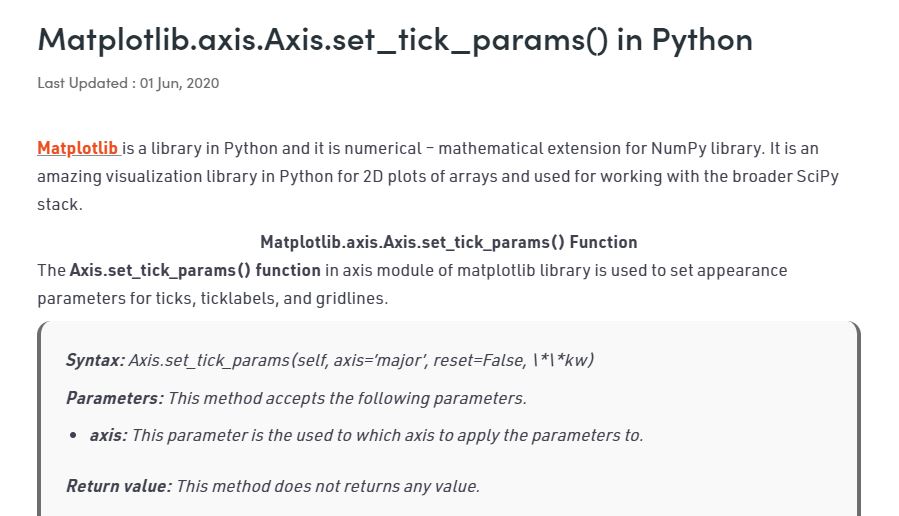 Matplotlib.axis.Axis.set_tick_params() in Python
Last Updated : 01 Jun, 2020
Matplotlib is a library in Python and it is numerical – mathematical extension for NumPy library. It is an
amazing visualization library in Python for 2D plots of arrays and used for working with the broader SciPy
stack.
Matplotlib.axis.Axis.set_tick_params() Function
The Axis.set_tick_params() function in axis module of matplotlib library is used to set appearance
parameters for ticks, ticklabels, and gridlines.
Syntax: Axis.set_tick_params(self, axis=’major’, reset=False, \*\*kw)
Parameters: This method accepts the following parameters.
• axis: This parameter is the used to which axis to apply the parameters to.
Return value: This method does not returns any value.